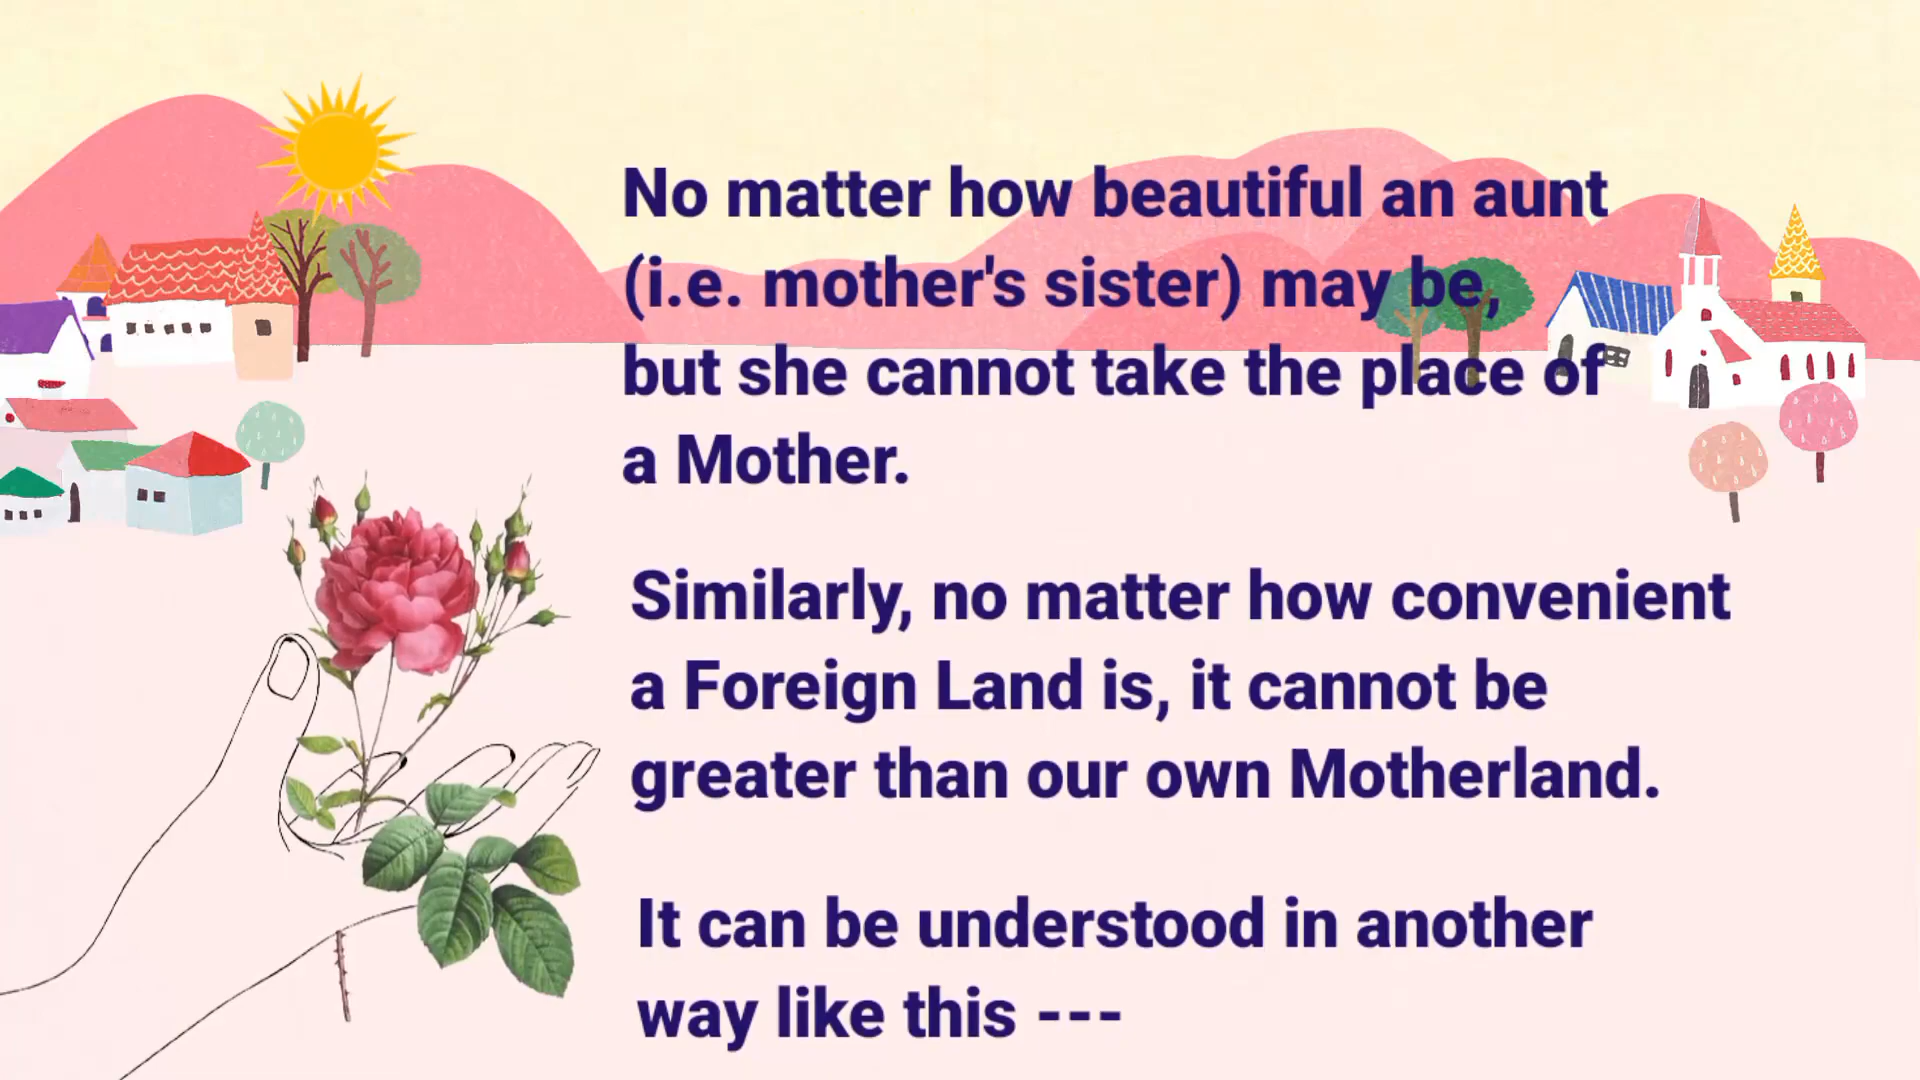 No matter how beautiful an aunt
(i.e. mother's sister) may be,
but she cannot take the place of
a Mother.
Similarly, no matter how convenient
a Foreign Land is, it cannot be
greater than our own Motherland.
It can be understood in another
way like this ---